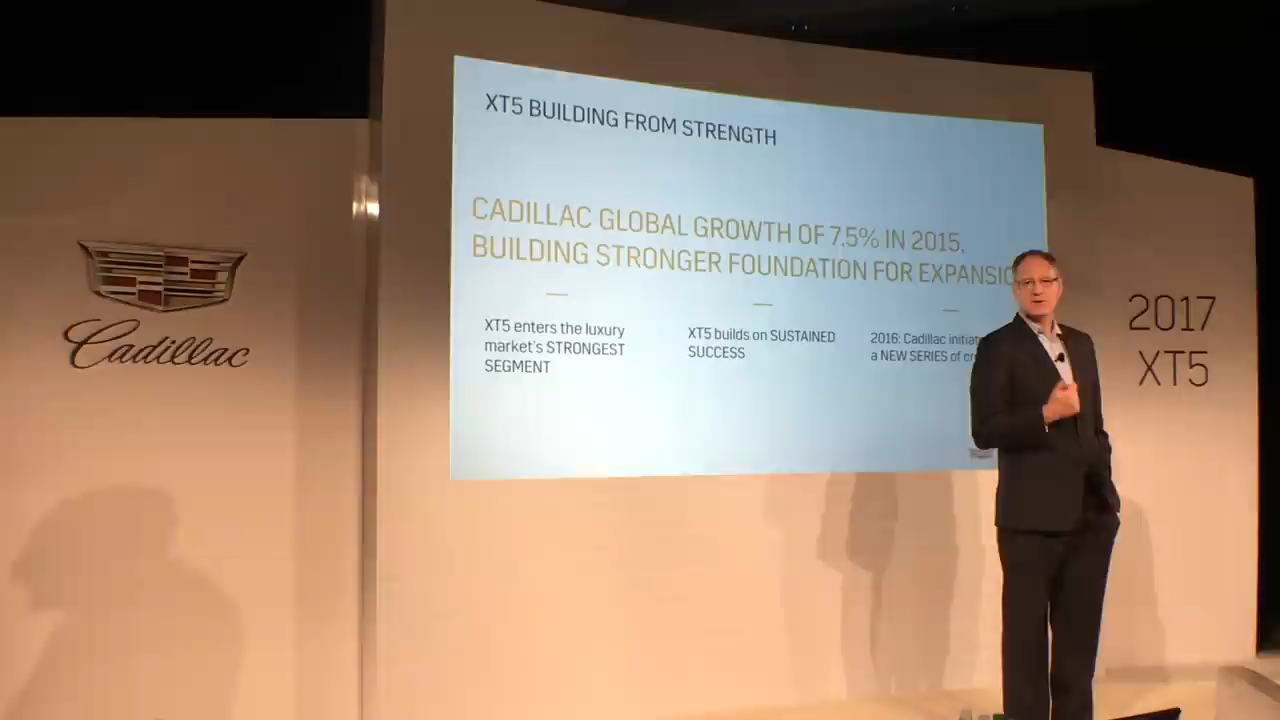 XT5 BUILDING FROM STRENGTH
CADILLAC GLOBAL GROWTH OF 7.5% IN 2015,
BUILDING STRONGER FOUNDATION FOR
XT5 enters the luxury
market's STRONGEST
SEGMENT
XT5 builds on SUSTAINED
SUCCESS
2016: Cadillac
a NEW SERIES of
Cadillac
2017
XT5